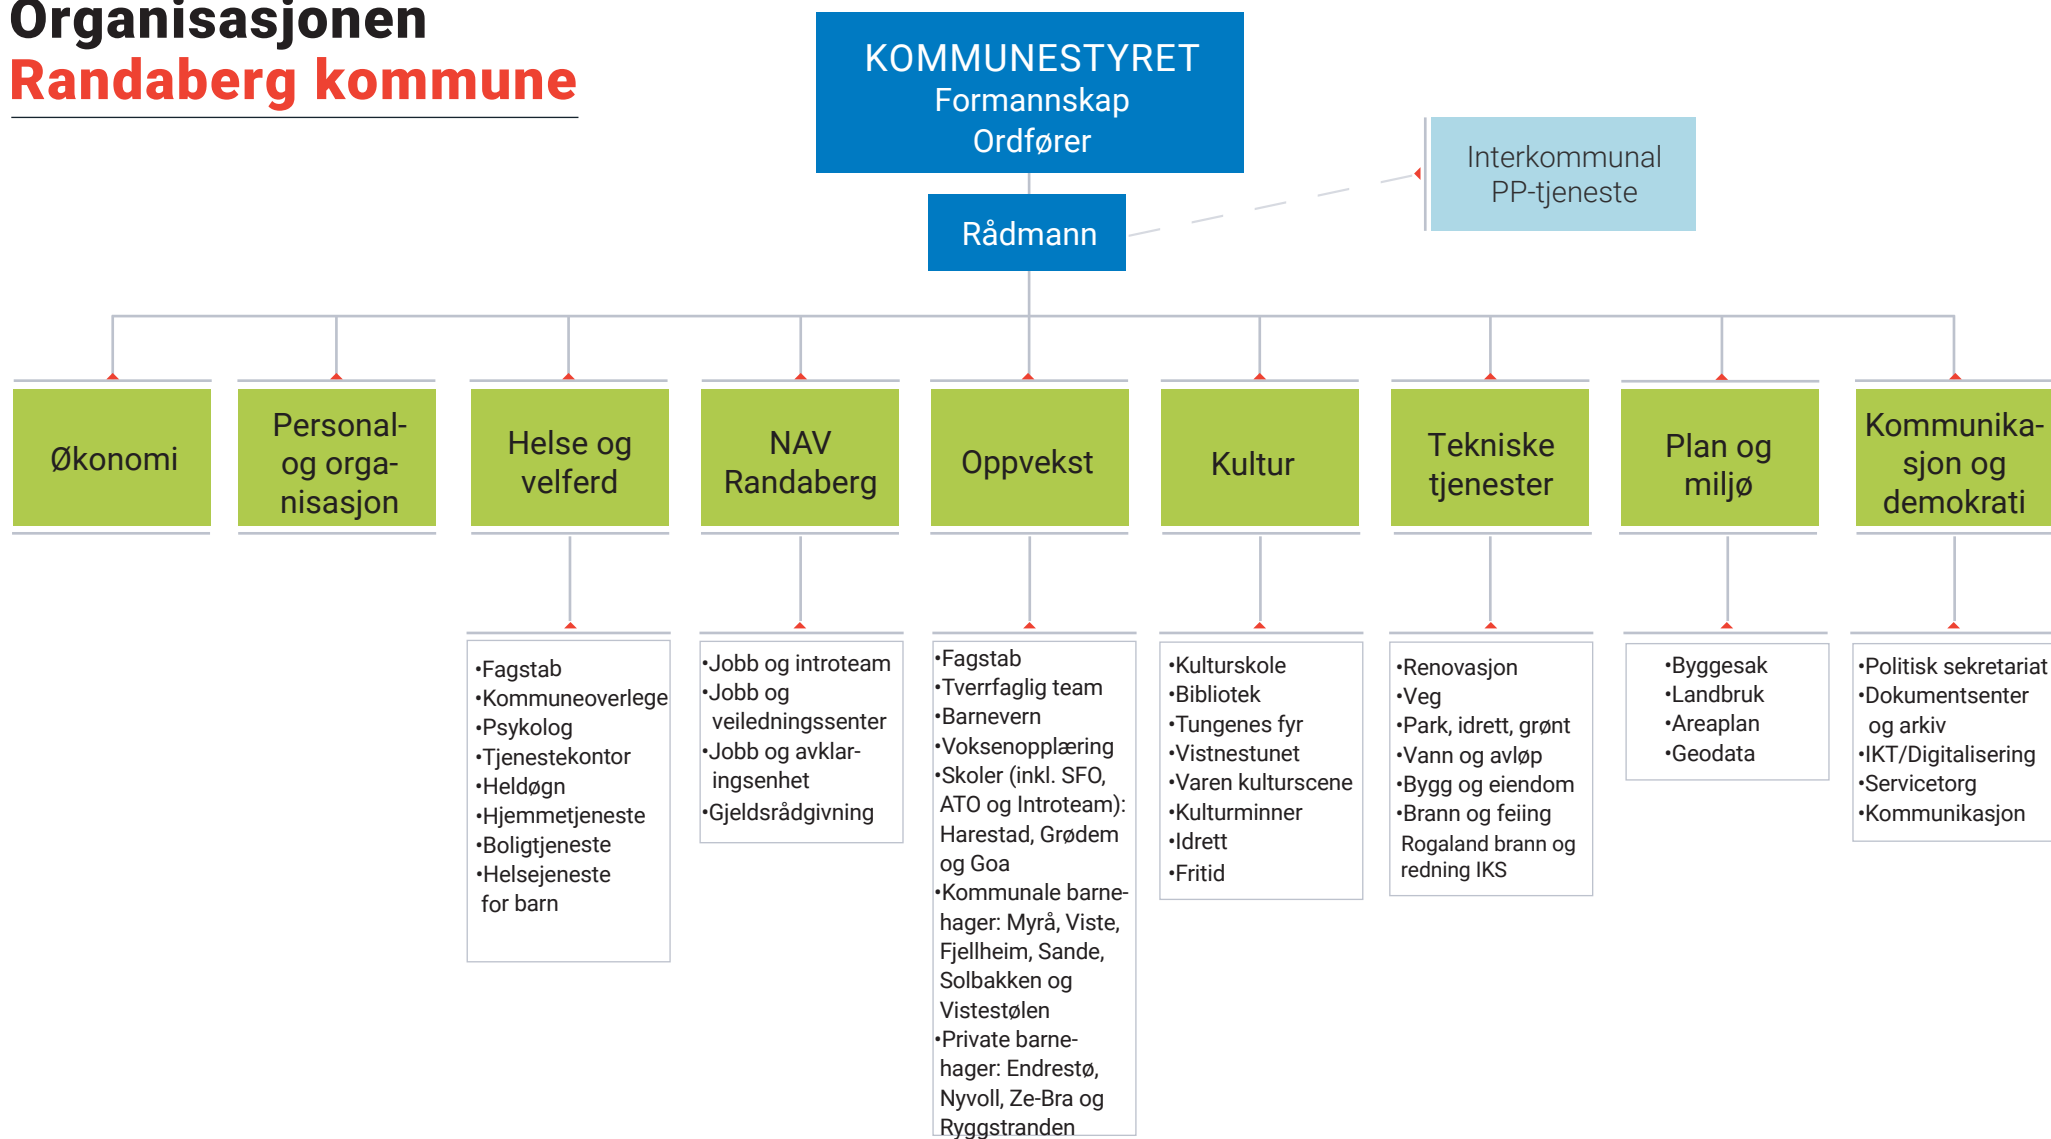 Organisasjonen
Randaberg kommune
KOMMUNESTYRET
Formannskap
Ordfører
Interkommunal
PP-tjeneste
Rådmann
Økonomi
Personal-
og orga-
nisasjon
Helse og
velferd
NAV
Randaberg
Oppvekst
Kultur
Tekniske
tjenester
Plan og
miljø
Kommunika-
sjon og
demokrati
•Fagstab
•Kommuneoverlege
•Psykolog
•Tjenestekontor
•Heldøgn
•Hjemmetjeneste
•Boligtjeneste
•Helsejeneste
for barn
•Jobb og introteam
•Jobb og
veiledningssenter
•Jobb og avklar-
ingsenhet
•Gjeldsrådgivning
•Fagstab
•Tverrfaglig team
•Barnevern
•Voksenopplæring
•Skoler (inkl. SFO,
ATO og Introteam):
Harestad, Grødem
og Goa
•Kommunale barne-
hager: Myrå, Viste,
Fjellheim, Sande,
Solbakken og
Vistestølen
•Private barne-
hager: Endrestø,
Nyvoll, Ze-Bra og
Ryggstranden
•Kulturskole
•Bibliotek
•Tungenes fyr
•Vistnestunet
•Varen kulturscene
•Kulturminner
•Idrett
•Fritid
•Renovasjon
•Veg
•Park, idrett, grønt
•Vann og avløp
•Bygg og eiendom
•Brann og feiing
Rogaland brann og
redning IKS
•Byggesak
•Landbruk
•Areaplan
•Geodata
•Politisk sekretariat
•Dokumentsenter
og arkiv
•IKT/Digitalisering
•Servicetorg
•Kommunikasjon